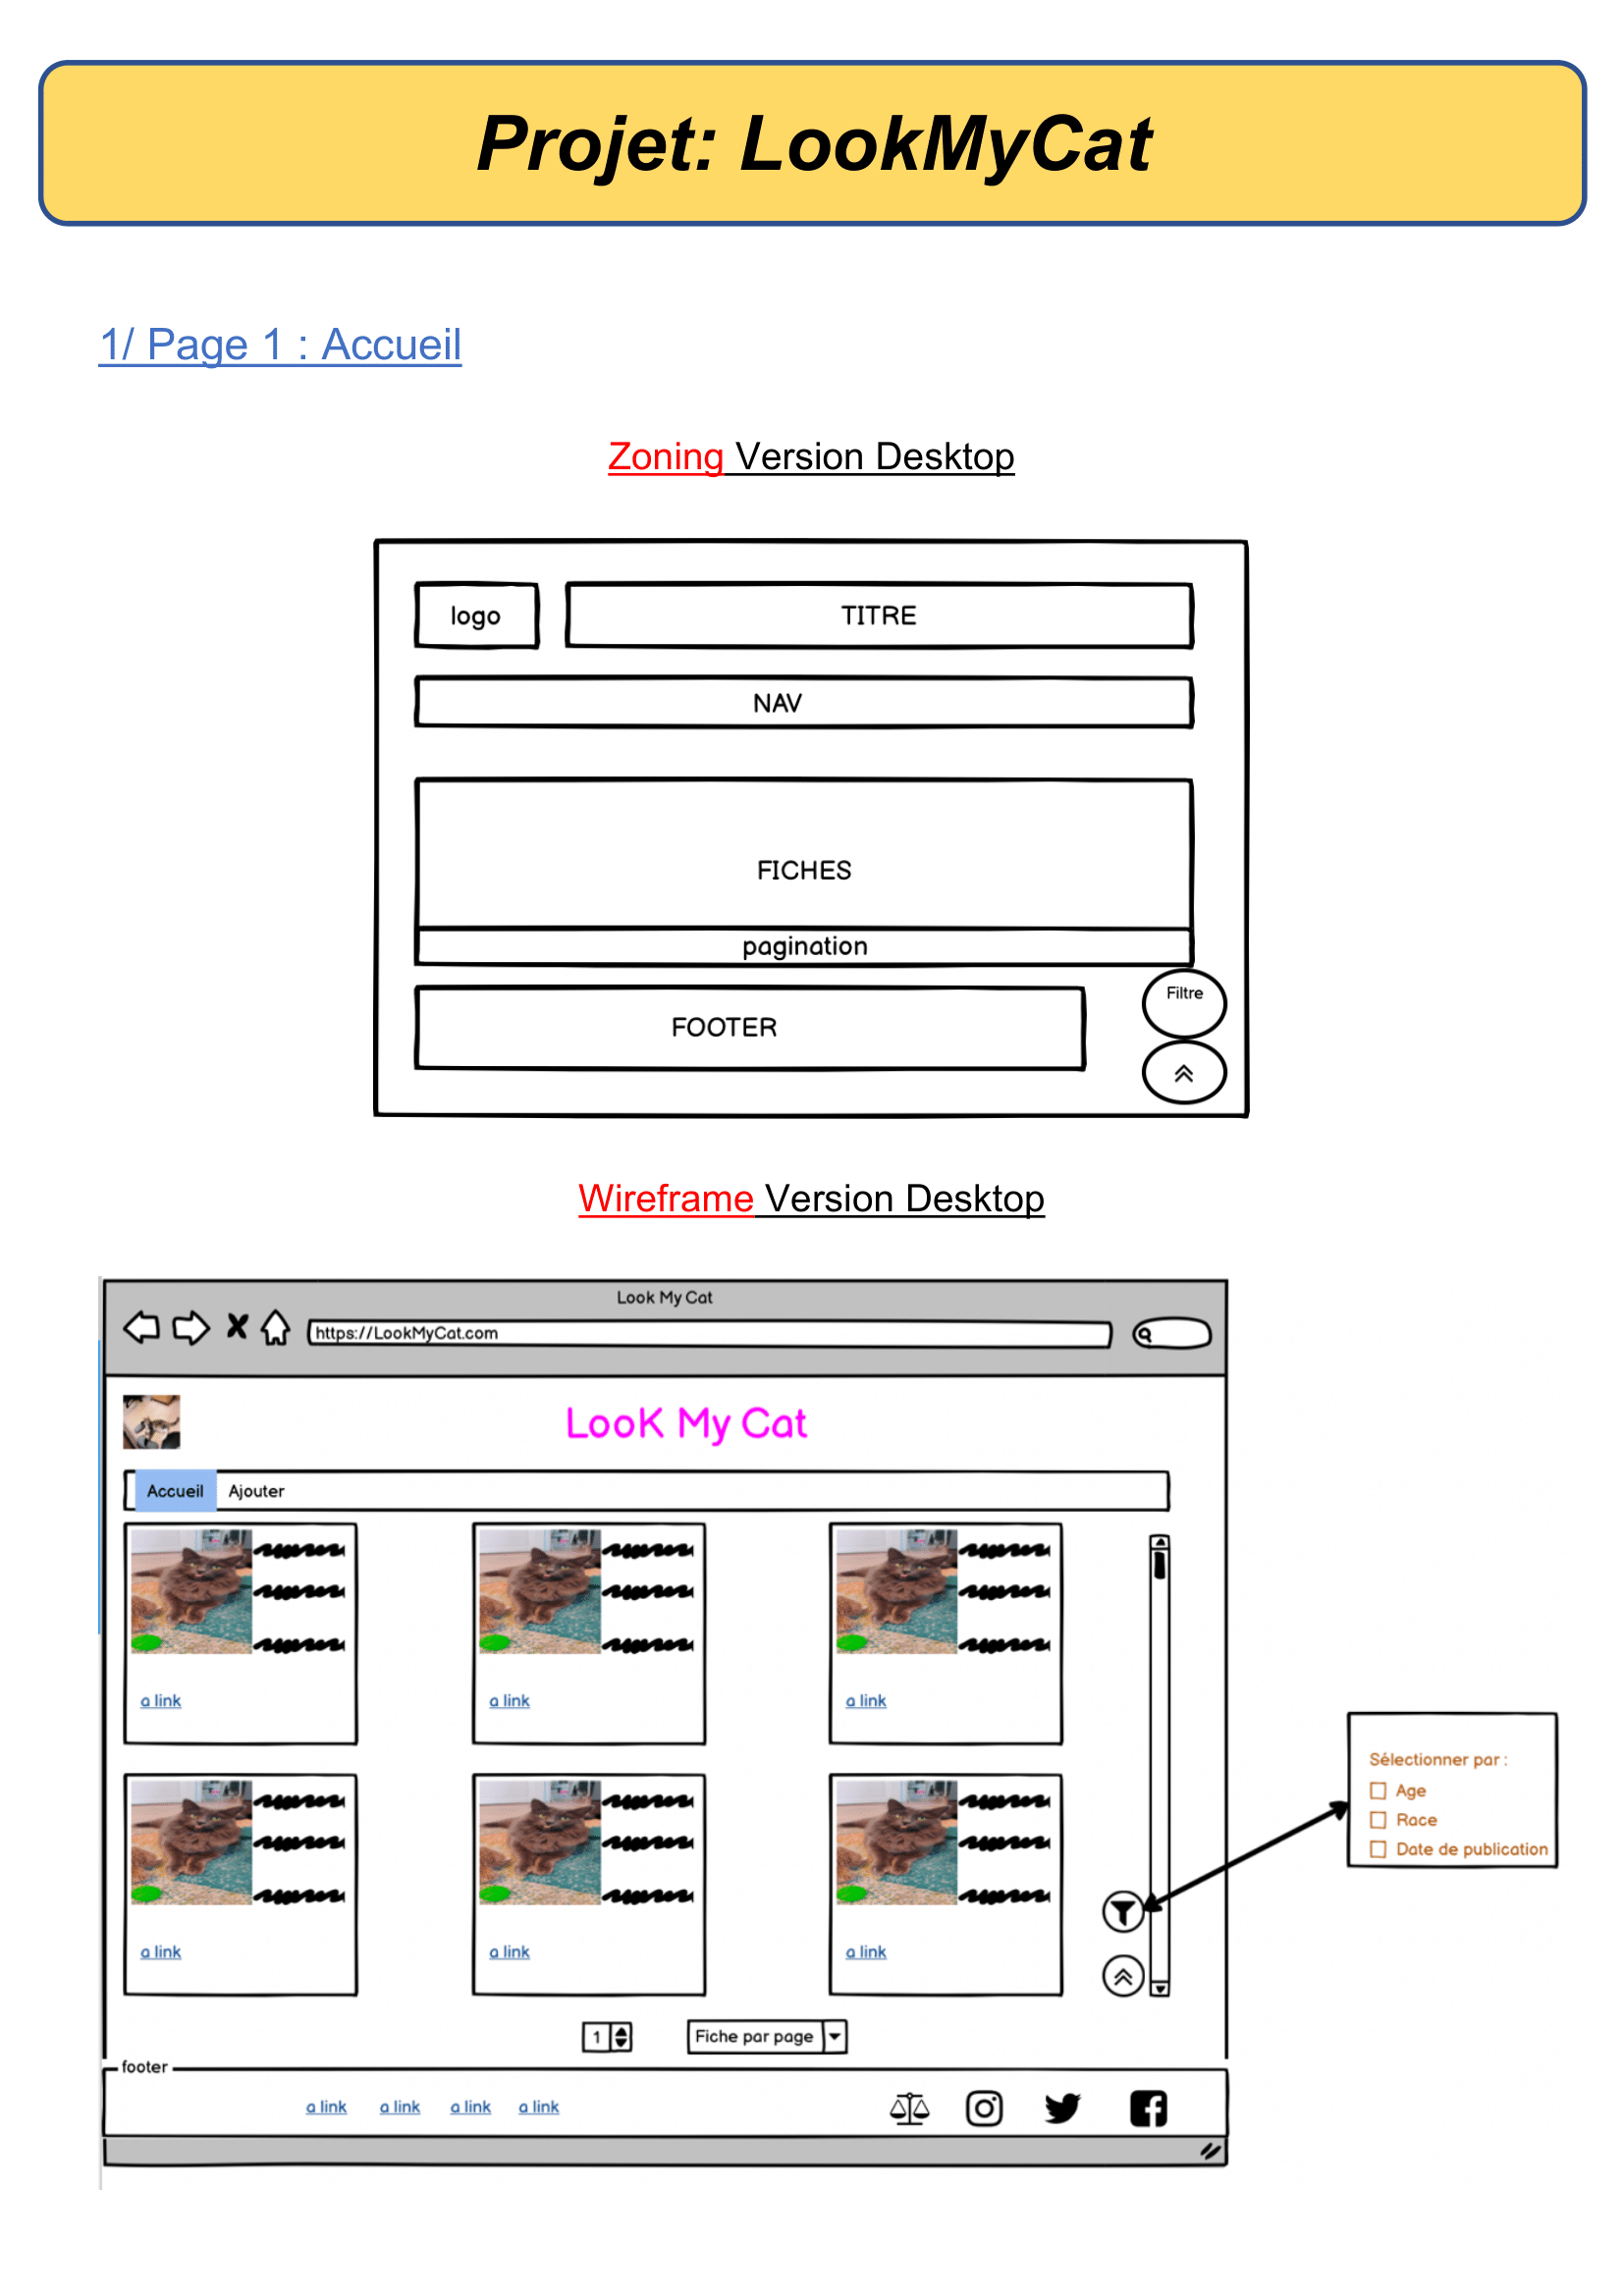 Projet: LookMyCat
1/ Page 1 : Accueil
Zoning Version Desktop
logo
TITRE
NAV
FICHES
pagination
FOOTER
Filtre
Wireframe Version Desktop
Look My Cat
https://LookMyCat.com
LooK My Cat
Accueil Ajouter
a link a link a link
Sélectionner par :
Age
Race
Date de publication
a link a link a link
1 Fiche par page
footer
a link a link a link a link